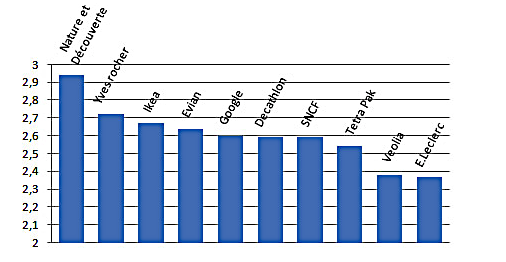 Nature et
Découverte
Yves rocher
Ikea
Evian
Google
Decathlon
SNCF
Tetra Pak
Veolia
E.Leclerc
3
2,9
2,8
2,7
2,6
2,5
2,4
2,3
2,2
2,1
2